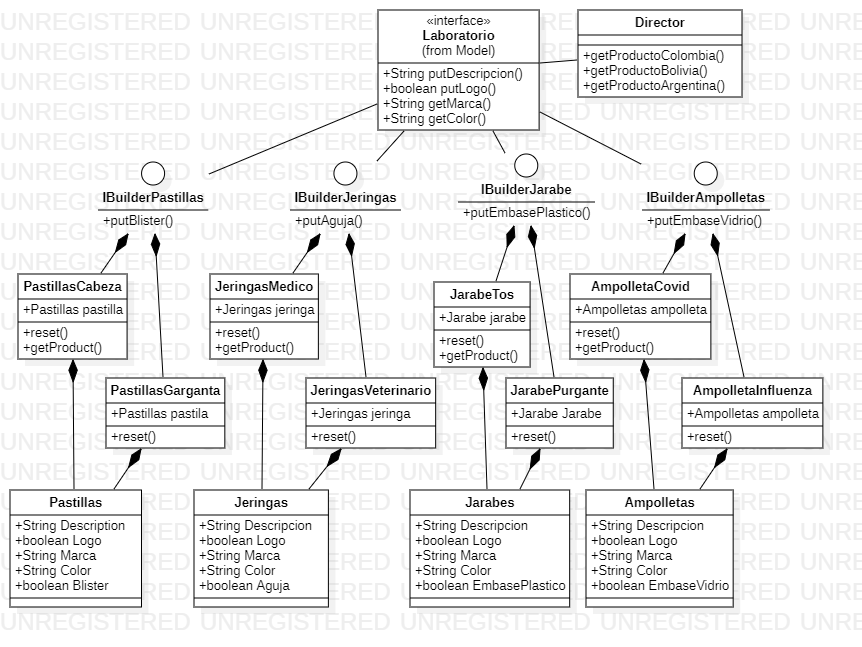 «interface»
Laboratorio
(from Model)
+String putDescripcion()
+boolean putLogo()
+String getMarca()
+String getColor()
Director
+getProductoColombia()
+getProductoBolivia()
+getProductoArgentina()
IBuilderPastillas
+putBlister()
IBuilderJeringas
+putAguja()
IBuilderJarabe
+putEmbasePlastico()
IBuilderAmpolletas
+putEmbaseVidrio()
PastillasCabeza
+Pastillas pastilla
+reset()
+getProduct()
JeringasMedico
+Jeringas jeringa
+reset()
+getProduct()
JarabeTos
+Jarabe jarabe
+reset()
+getProduct()
AmpolletaCovid
+Ampolletas ampolleta
+reset()
+getProduct()
PastillasGarganta
+Pastillas pastila
+reset()
JeringasVeterinario
+Jeringas jeringa
+reset()
JarabePurgante
+Jarabe Jarabe
+reset()
AmpolletaInfluenza
+Ampolletas ampolleta
+reset()
Pastillas
+String Description
+boolean Logo
+String Marca
+String Color
+boolean Blister
Jeringas
+String Descripcion
+boolean Logo
+String Marca
+String Color
+boolean Aguja
Jarabes
+String Descripcion
+boolean Logo
+String Marca
+String Color
+boolean EmbasePlastico
Ampolletas
+String Descripcion
+boolean Logo
+String Marca
+String Color
+boolean EmbaseVidrio
UNREGISTERED